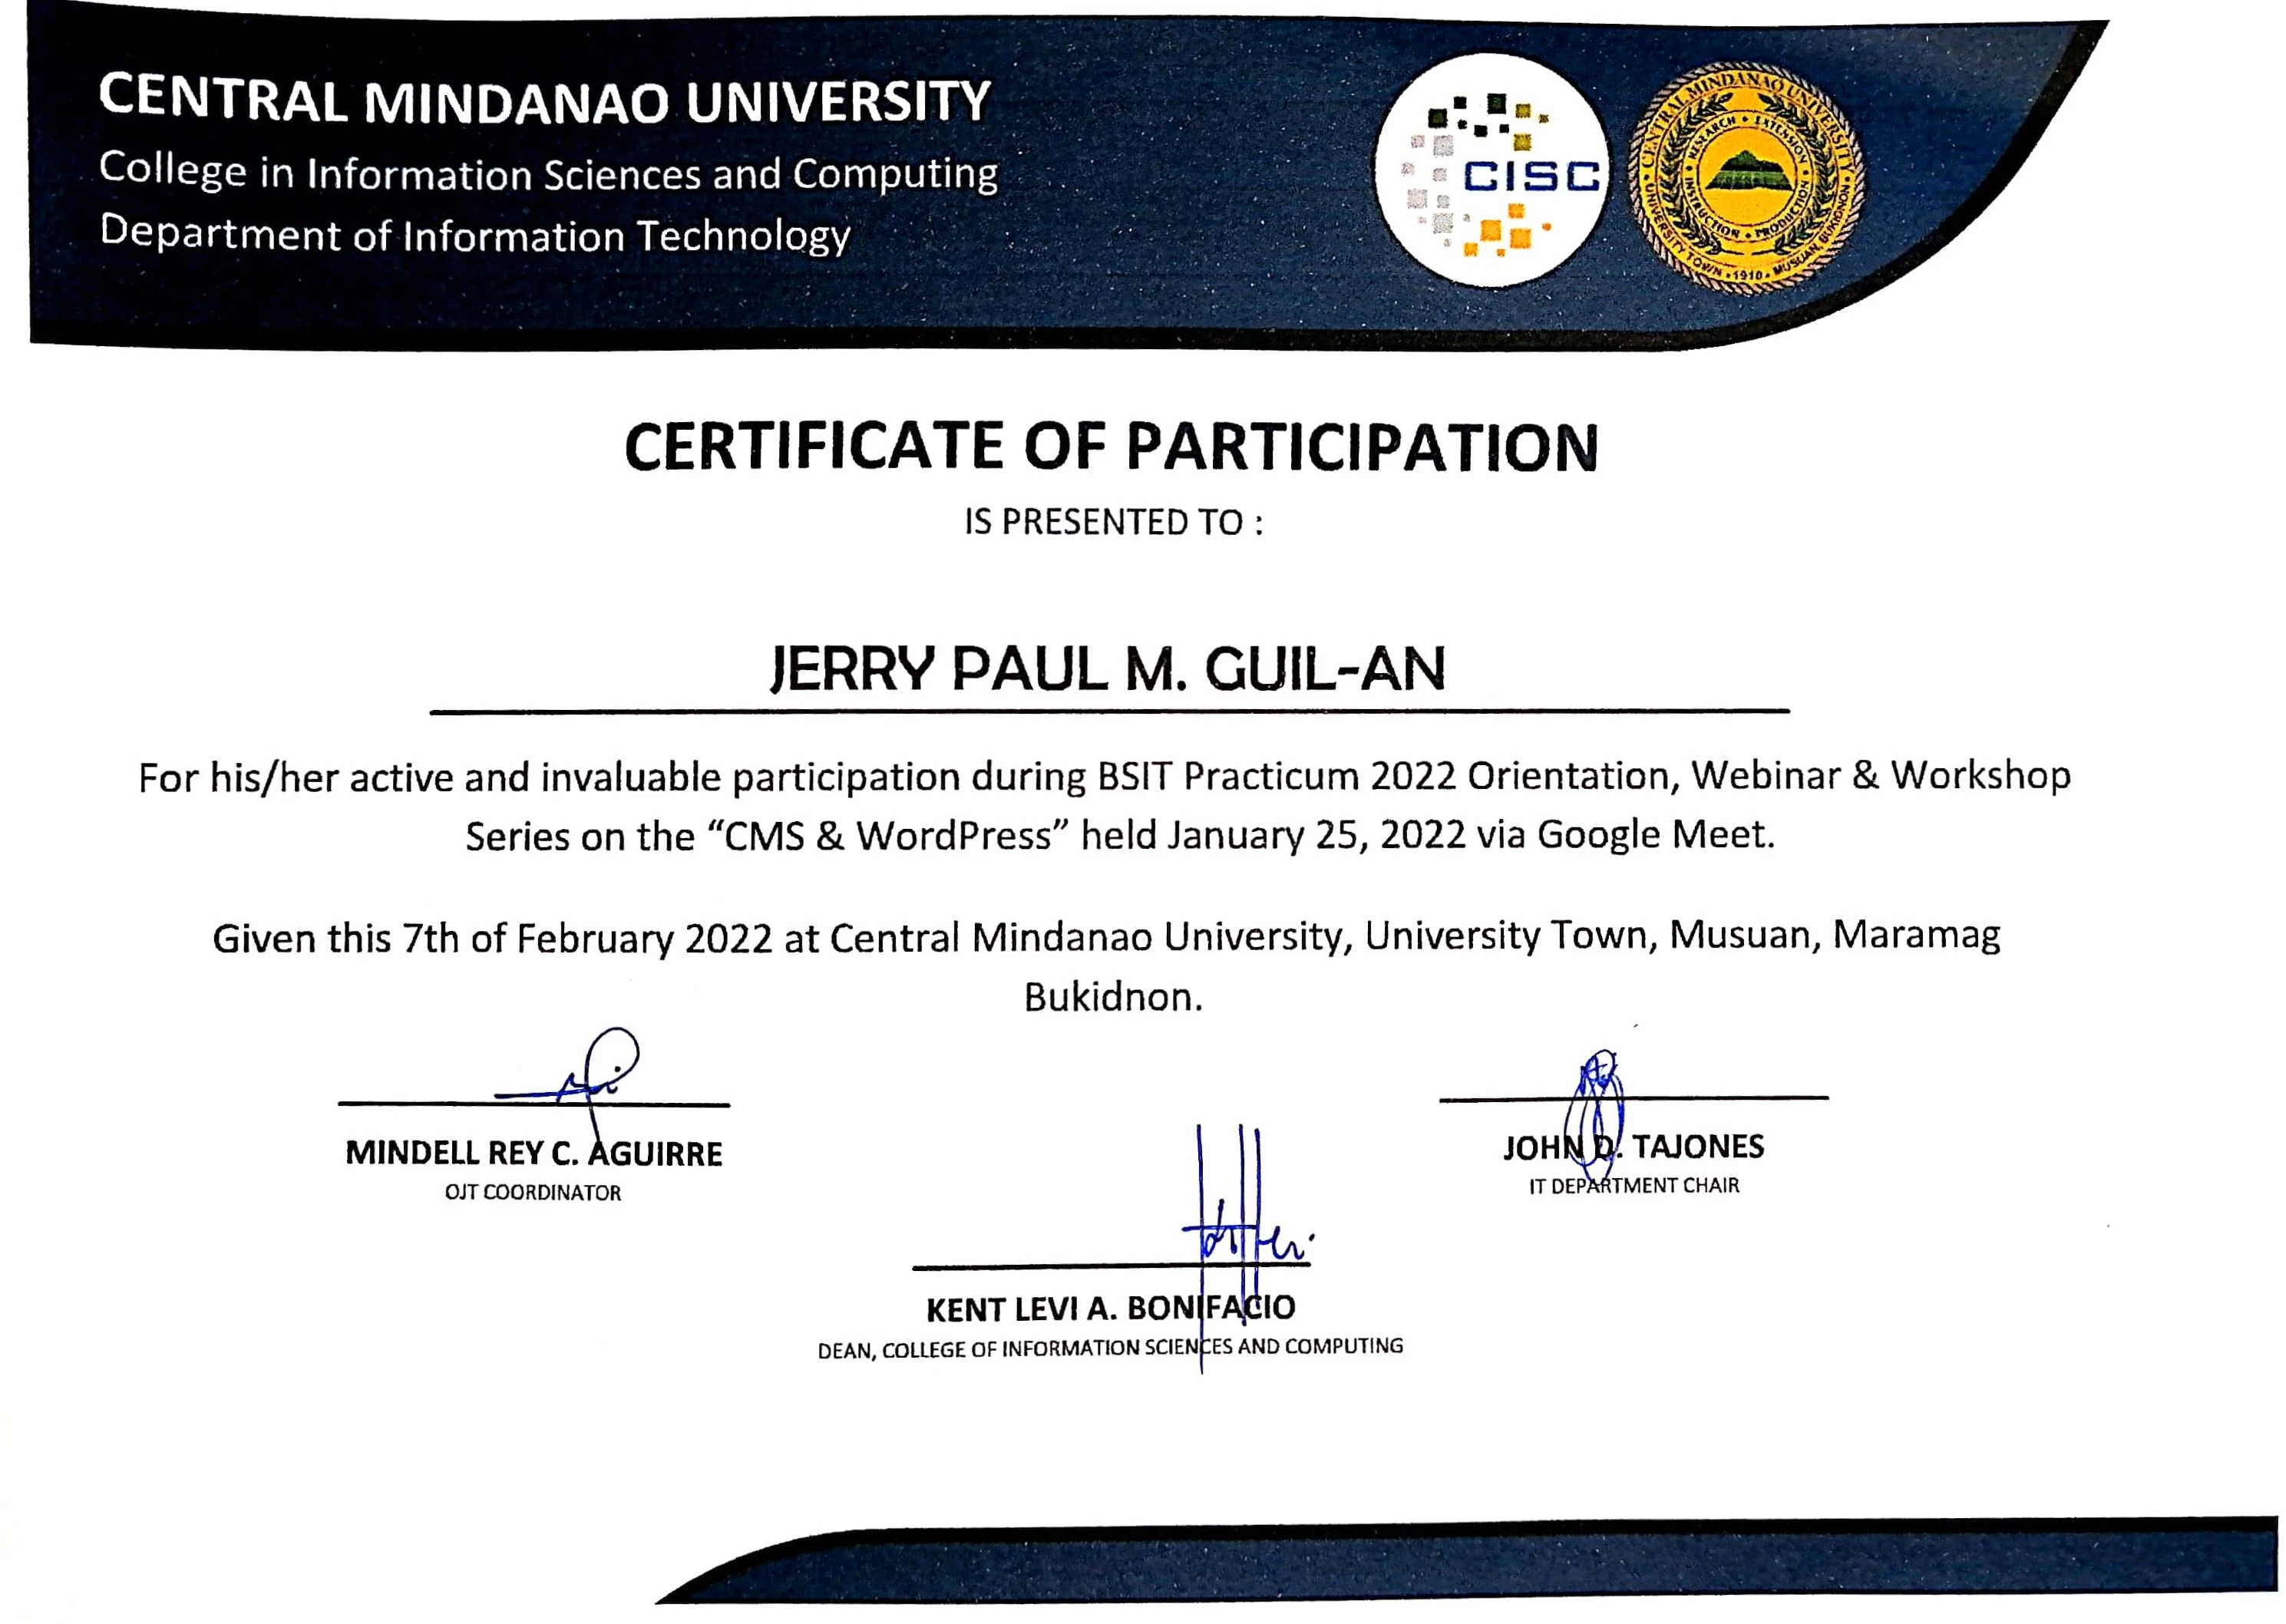 CENTRAL MINDANAO UNIVERSITY
College in Information Sciences and Computing
Department of Information Technology
CISC
CENTRAL MINDANAO UNIVERSITY
UNIVERSITY TOWN • 1910 • MUSUAN, BUKIDNON
RESEARCH • EXTENSION
INSTRUCTION • PRODUCTION
CERTIFICATE OF PARTICIPATION
IS PRESENTED TO :
JERRY PAUL M. GUIL-AN
For his/her active and invaluable participation during BSIT Practicum 2022 Orientation, Webinar & Workshop
Series on the “CMS & WordPress” held January 25, 2022 via Google Meet.
Given this 7th of February 2022 at Central Mindanao University, University Town, Musuan, Maramag
Bukidnon.
MINDELL REY C. AGUIRRE
OJT COORDINATOR
JOHN D. TAJONES
IT DEPARTMENT CHAIR
KENT LEVI A. BONIFACIO
DEAN, COLLEGE OF INFORMATION SCIENCES AND COMPUTING